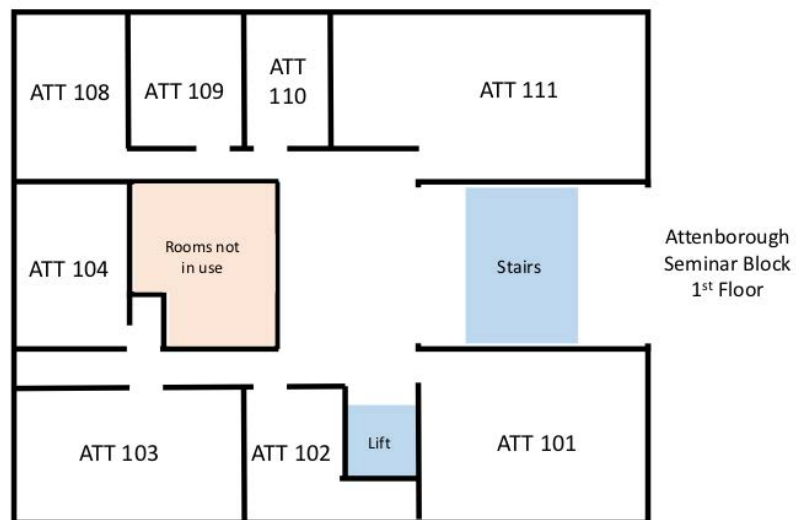 ATT 108
ATT 109
ATT
110
ATT 111
ATT 104
Rooms not
in use
Stairs
Attenborough
Seminar Block
1st Floor
ATT 103
ATT 102
Lift
ATT 101